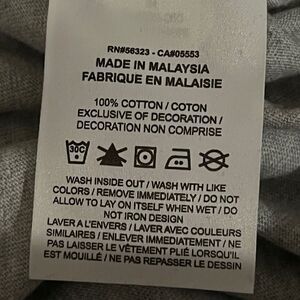 RN#56323 - CA#05553
MADE IN MALAYSIA
FABRIQUE EN MALAISIE
100% COTTON / COTON
EXCLUSIVE OF DECORATION /
DECORATION NON COMPRISE
30C
WASH INSIDE OUT / WASH WITH LIKE
COLORS / REMOVE IMMEDIATELY / DO NOT
ALLOW TO LAY ON ITSELF WHEN WET / DO
NOT IRON DESIGN
LAVER A L'ENVERS / LAVER AVEC COULEURS
SIMILAIRES / ENLEVER IMMEDIATEMENT / NE
PAS LAISSER LE VÊTEMENT PLIÉ LORSQU'IL
EST MOUILLÉ / NE PAS REPASSER LE DESSIN